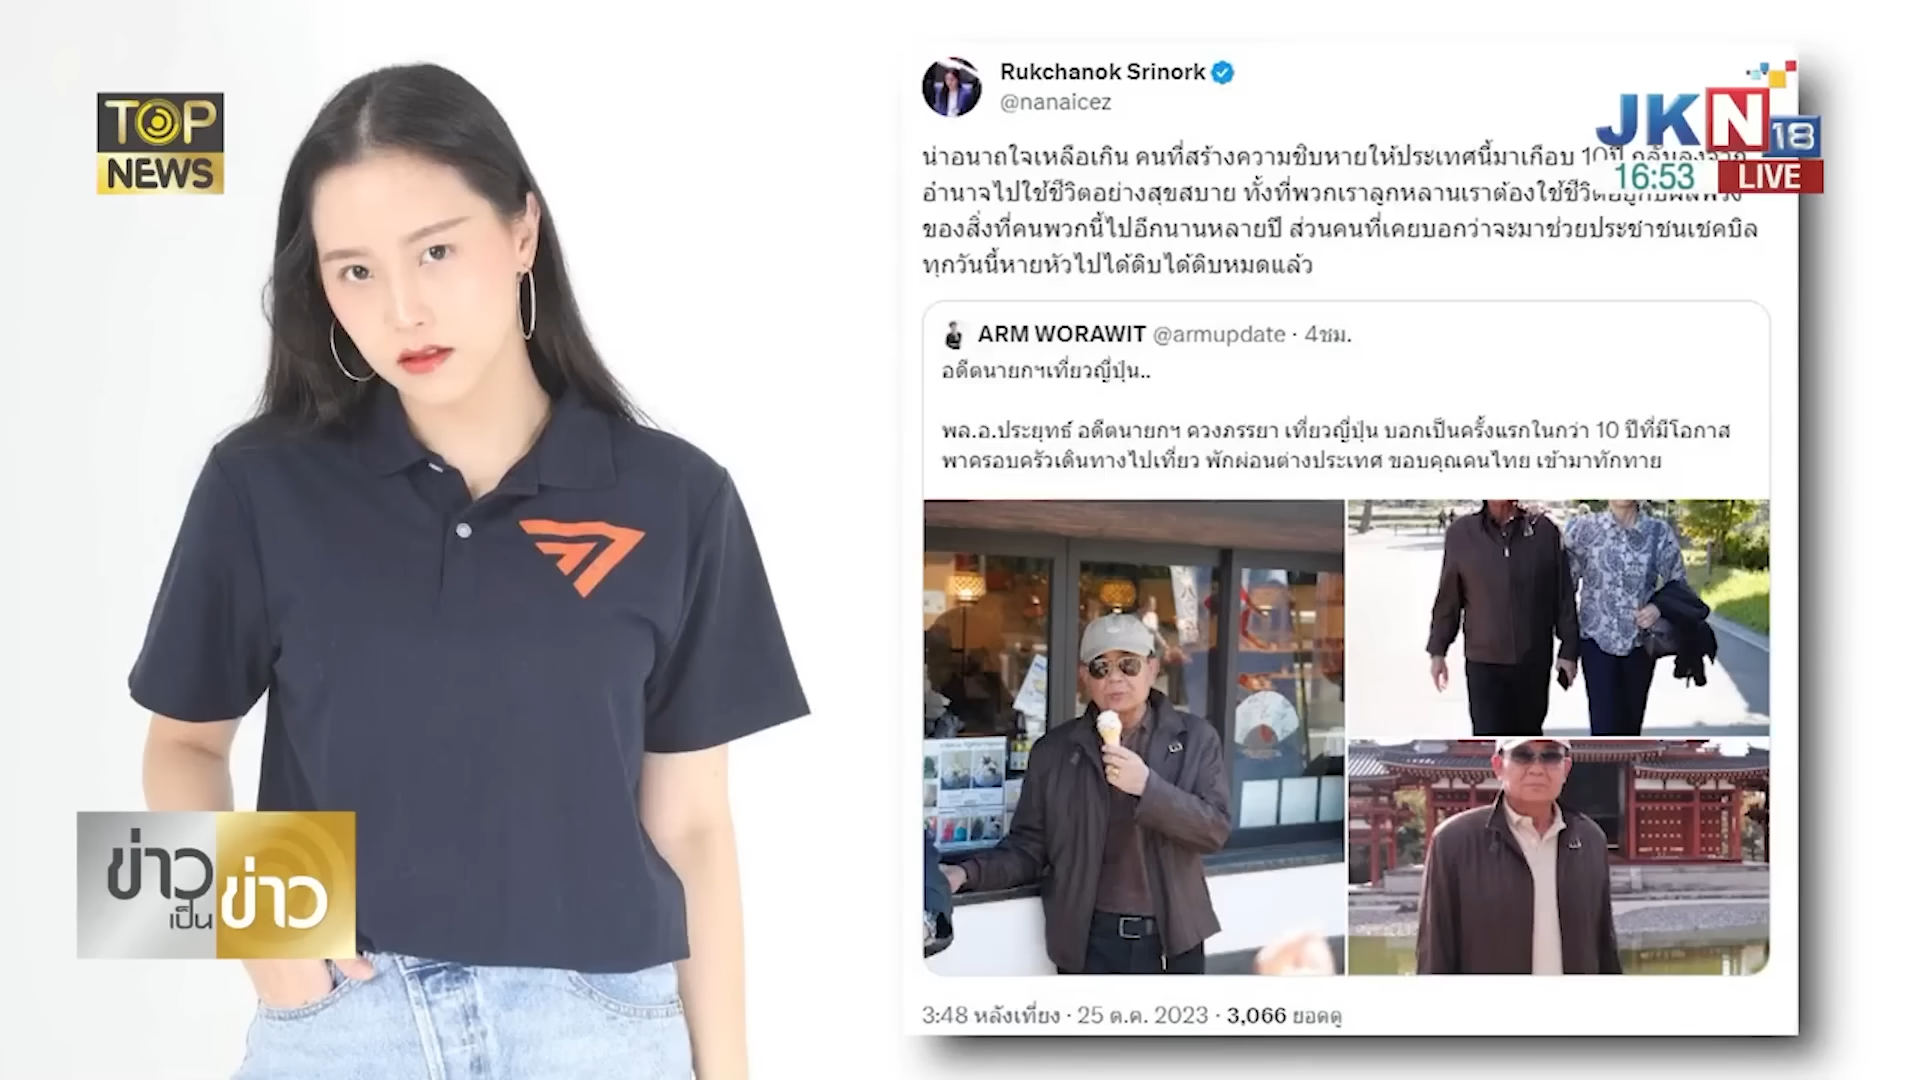 TOP
NEWS
ข่าว
เป็น
ข่าว
Rukchanok Srinork
@nanaicez
JKN 18
16:53 LIVE
น่าอนาถใจเหลือเกิน คนที่สร้างความชิบหายให้ประเทศนี้มาเกือบ 10ปี กลับลงจาก
อำนาจไปใช้ชีวิตอย่างสุขสบาย ทั้งที่พวกเราลูกหลานเราต้องใช้ชีวิต
ของสิ่งที่คนพวกนี้ไปอีกนานหลายปี ส่วนคนที่เคยบอกว่าจะมาช่วยประชาชนเช็คบิล
ทุกวันนี้หายหัวไปได้ดิบได้ดิบหมดแล้ว
ARM WORAWIT @armupdate · 4ชม.
อดีตนายกฯเที่ยวญี่ปุ่น..
พล.อ.ประยุทธ์ อดีตนายกฯ ควงภรรยา เที่ยวญี่ปุ่น บอกเป็นครั้งแรกในกว่า 10 ปีที่มีโอกาส
พาครอบครัวเดินทางไปเที่ยว พักผ่อนต่างประเทศ ขอบคุณคนไทย เข้ามาทักทาย
3:48 หลังเที่ยง · 25 ต.ค. 2023 · 3,066 ยอดดู